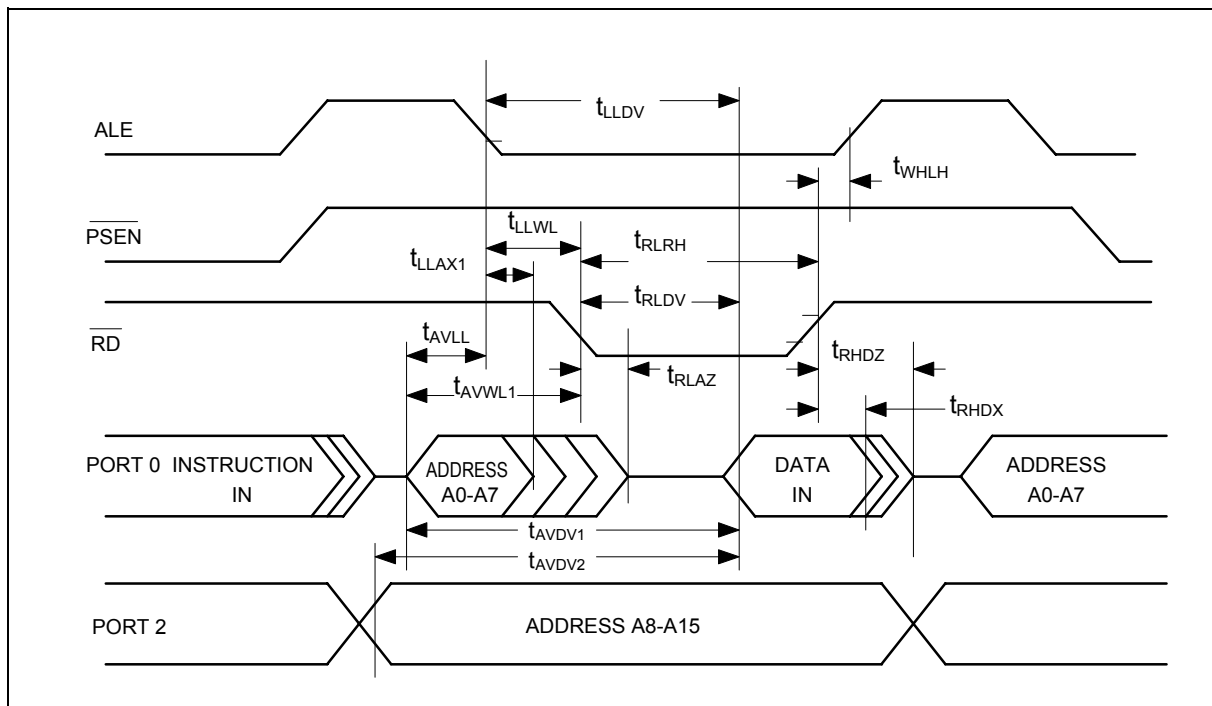 ALE
tLLDV
tWHLH
PSEN
tLLWL
tRLRH
tLLAX1
tRLDV
RD
tAVLL
tRLAZ
tRHDZ
tAVWL1
tRHDX
PORT 0 INSTRUCTION
IN
ADDRESS
A0-A7
DATA
IN
ADDRESS
A0-A7
tAVDV1
tAVDV2
PORT 2
ADDRESS A8-A15